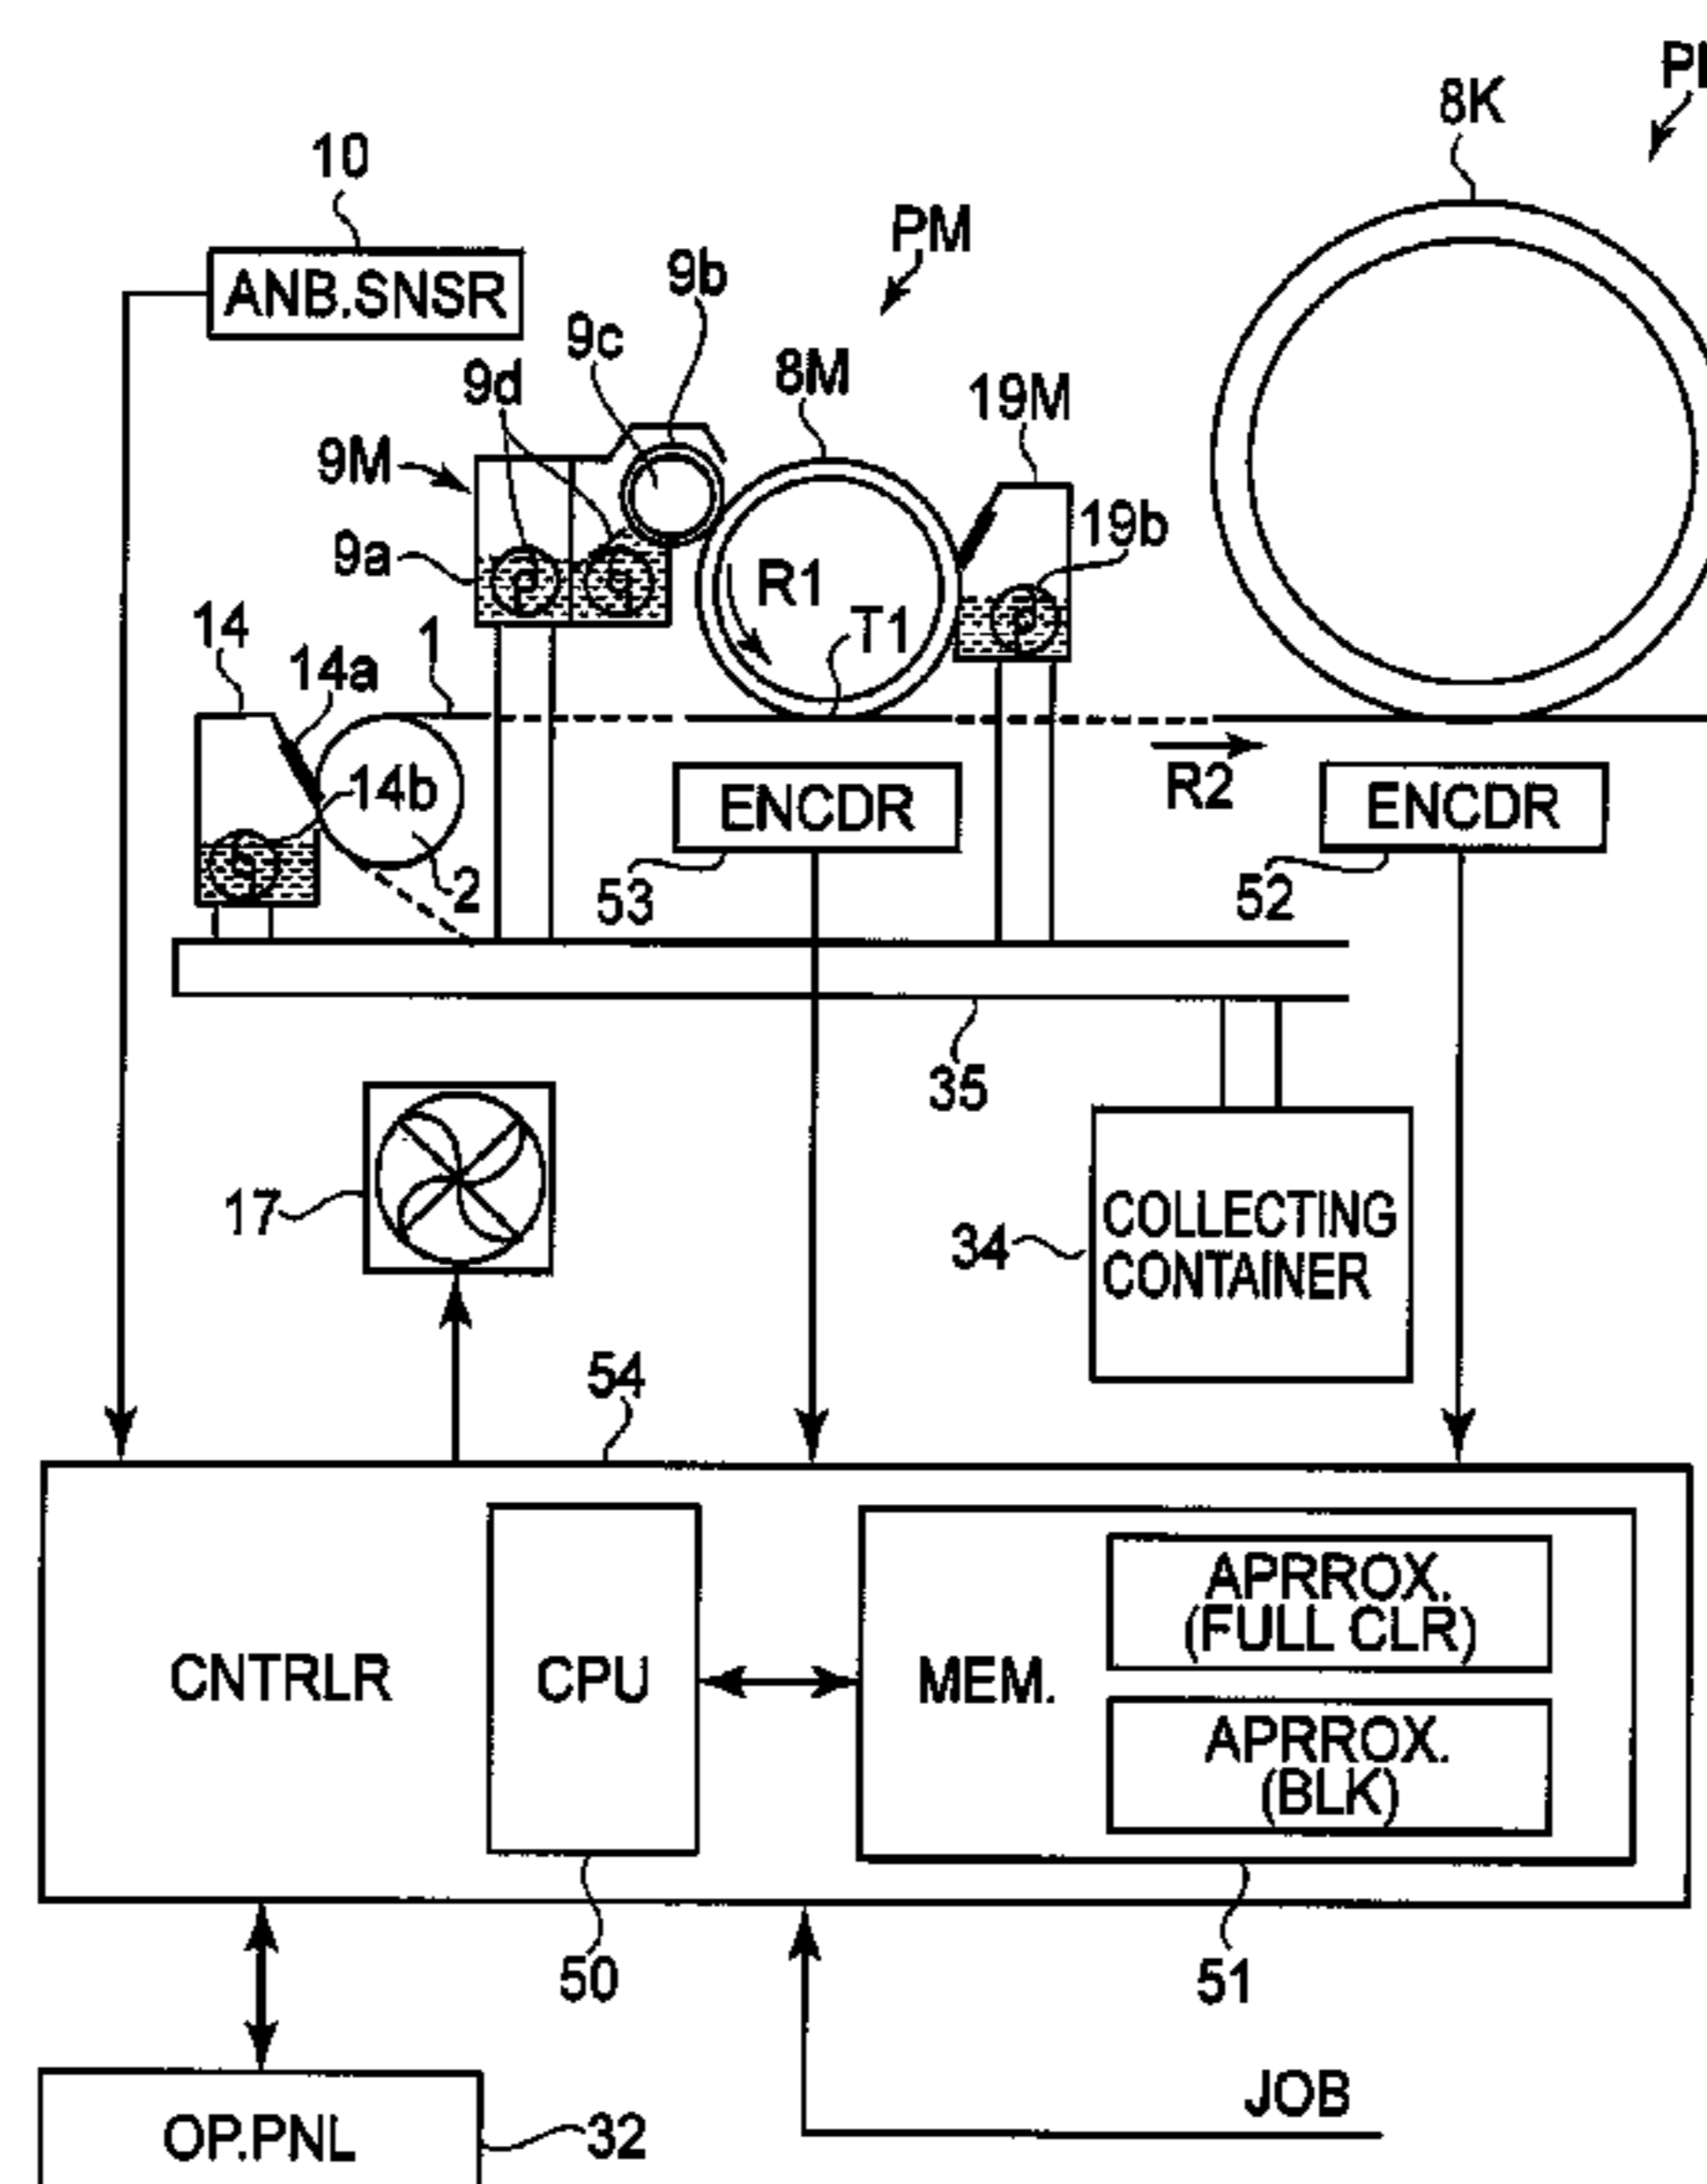 8K
10
PM
ANB.SNSR
9b
9c
8M
9d
19M
9M
19b
9a
R1
T1
14
1
14a
14b
R2
ENCDR
ENCDR
2
53
52
35
17
34
COLLECTING
CONTAINER
54
APRROX.
(FULL CLR)
CNTRLR
CPU
MEM.
APRROX.
(BLK)
50
51
JOB
OP.PNL
32